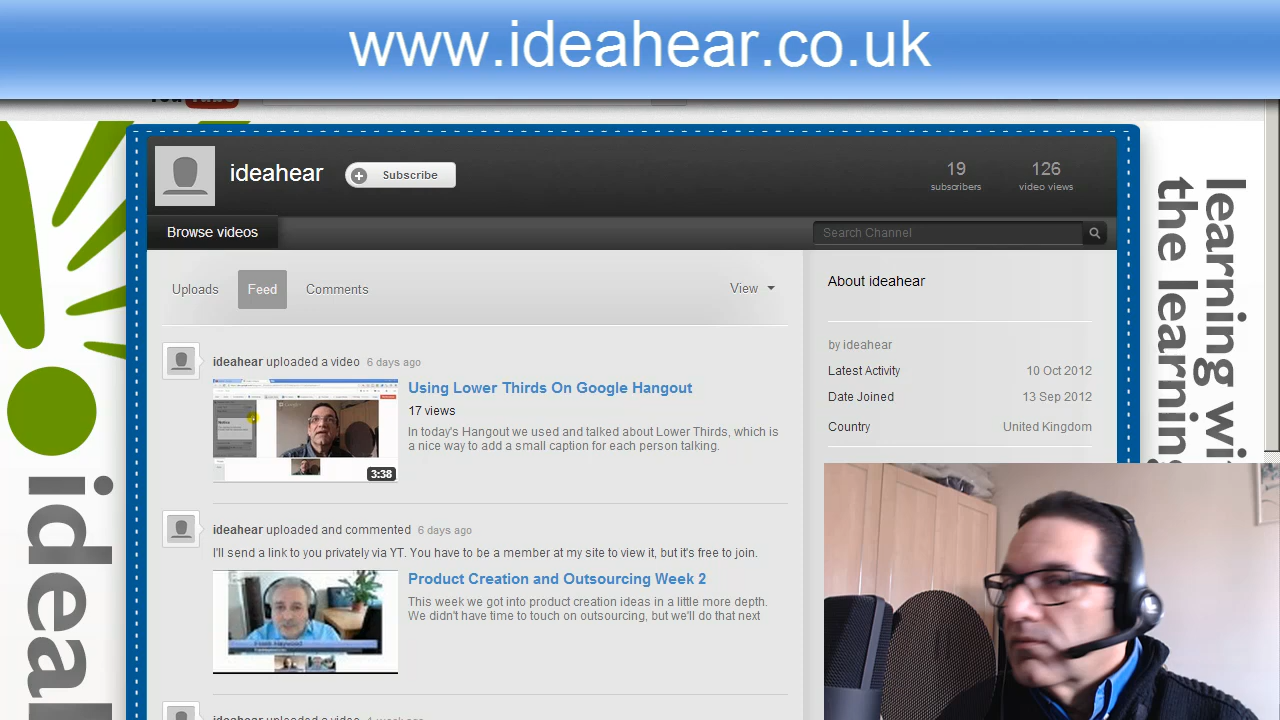 www.ideahear.co.uk
ideahear
Subscribe
19
subscribers
126
video views
Browse videos
Search Channel
Uploads
Feed
Comments
View
ideahear uploaded a video 6 days ago
Using Lower Thirds On Google Hangout
17 views
In today's Hangout we used and talked about Lower Thirds, which is
a nice way to add a small caption for each person talking.
3:38
ideahear uploaded and commented 6 days ago
I'll send a link to you privately via YT. You have to be a member at my site to view it, but it's free to join.
Product Creation and Outsourcing Week 2
This week we got into product creation ideas in a little more depth.
We didn't have time to touch on outsourcing, but we'll do that next
ideahear uploaded a video 1 week ago
About ideahear
by ideahear
Latest Activity 10 Oct 2012
Date Joined 13 Sep 2012
Country United Kingdom
learning wi
the learning
idea